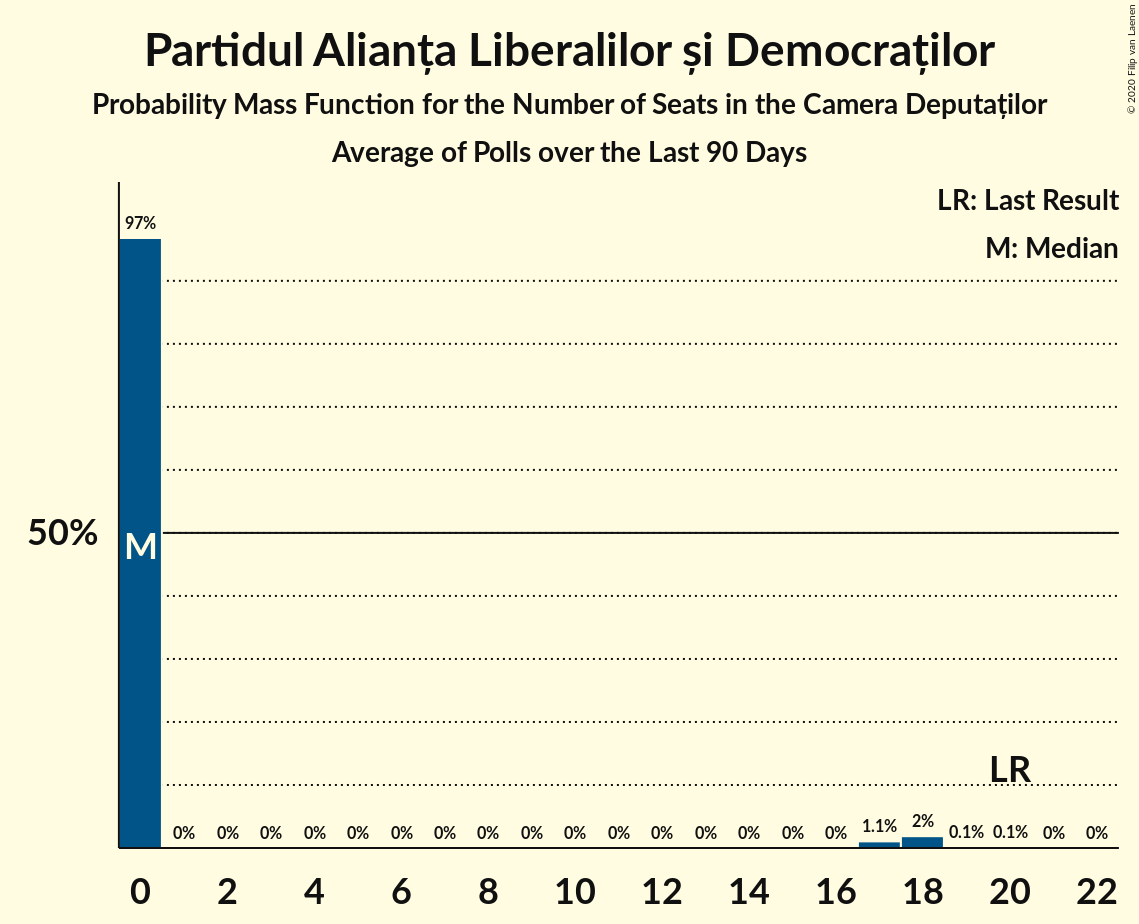 Partidul Alianța Liberalilor și Democraților
Probability Mass Function for the Number of Seats in the Camera Deputaților
Average of Polls over the Last 90 Days
© 2020 Filip van Laenen
LR: Last Result
M: Median
97%
50%
M
LR
0% 0% 0% 0% 0% 0% 0% 0% 0% 0% 0% 0% 0% 0% 0% 0% 1.1% 2% 0.1% 0.1% 0% 0%
0 2 4 6 8 10 12 14 16 18 20 22